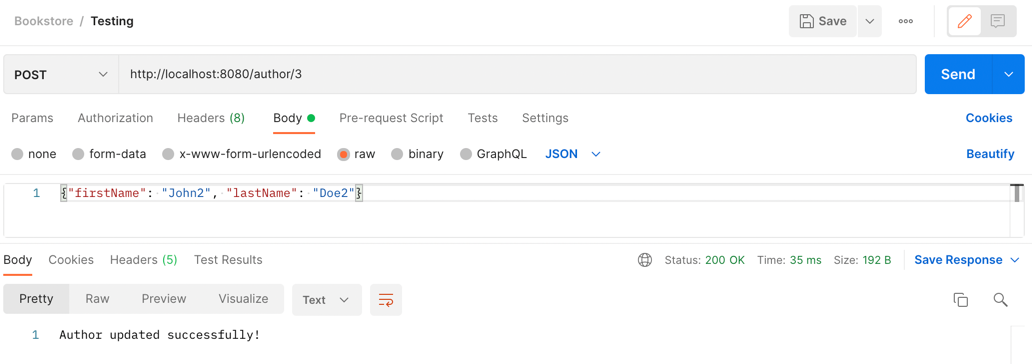 Bookstore / Testing
Save
POST http://localhost:8080/author/3 Send
Params Authorization Headers (8) Body Pre-request Script Tests Settings Cookies
none form-data x-www-form-urlencoded raw binary GraphQL JSON Beautify
1 {"firstName": "John2", "lastName": "Doe2"}
Body Cookies Headers (5) Test Results Status: 200 OK Time: 35 ms Size: 192 B Save Response
Pretty Raw Preview Visualize Text
1 Author updated successfully!